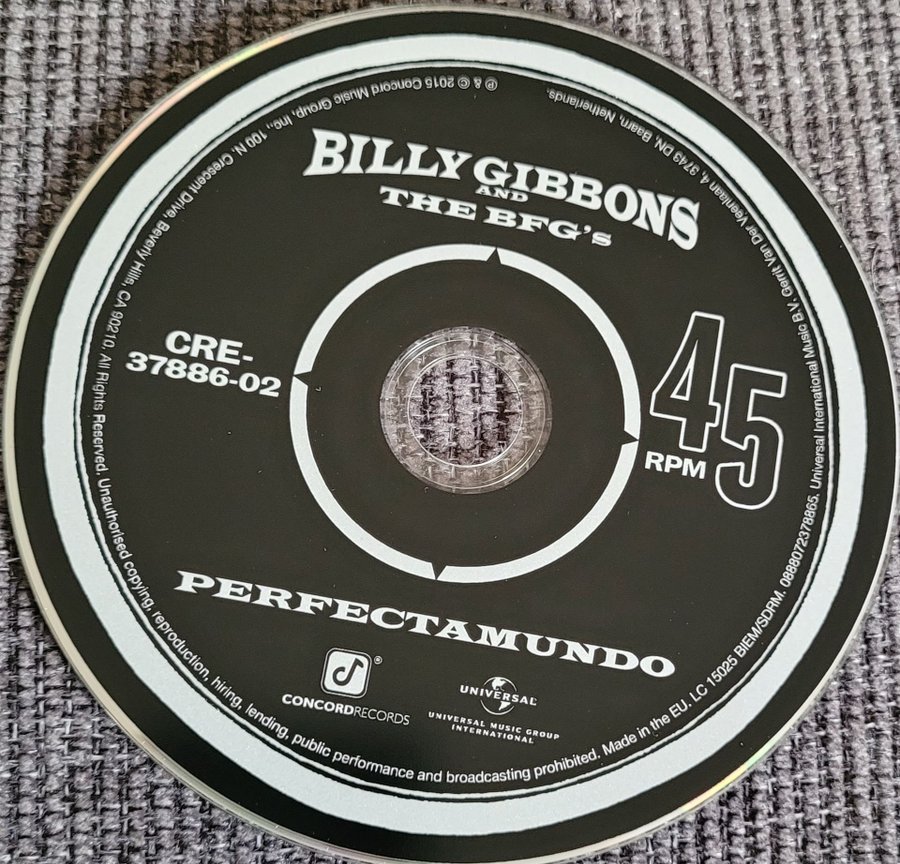 BILLY GIBBONS
AND
THE BFG's
CRE-
37886-02
45
RPM
PERFECTAMUNDO
CONCORDRECORDS
®
UNIVERSAL
UNIVERSAL MUSIC GROUP
INTERNATIONAL
℗ & © 2015 Concord Music Group, Inc., 100 N. Crescent Drive, Beverly Hills, CA 90210. All Rights Reserved. Unauthorised copying, reproduction, hiring, lending, public performance and broadcasting prohibited. Made in the EU. LC 15025 BIEM/SDRM. 0888072378865. Universal International Music B.V. Gerrit Van Der Veenlaan 4, 3743 DN, Baarn, Netherlands.